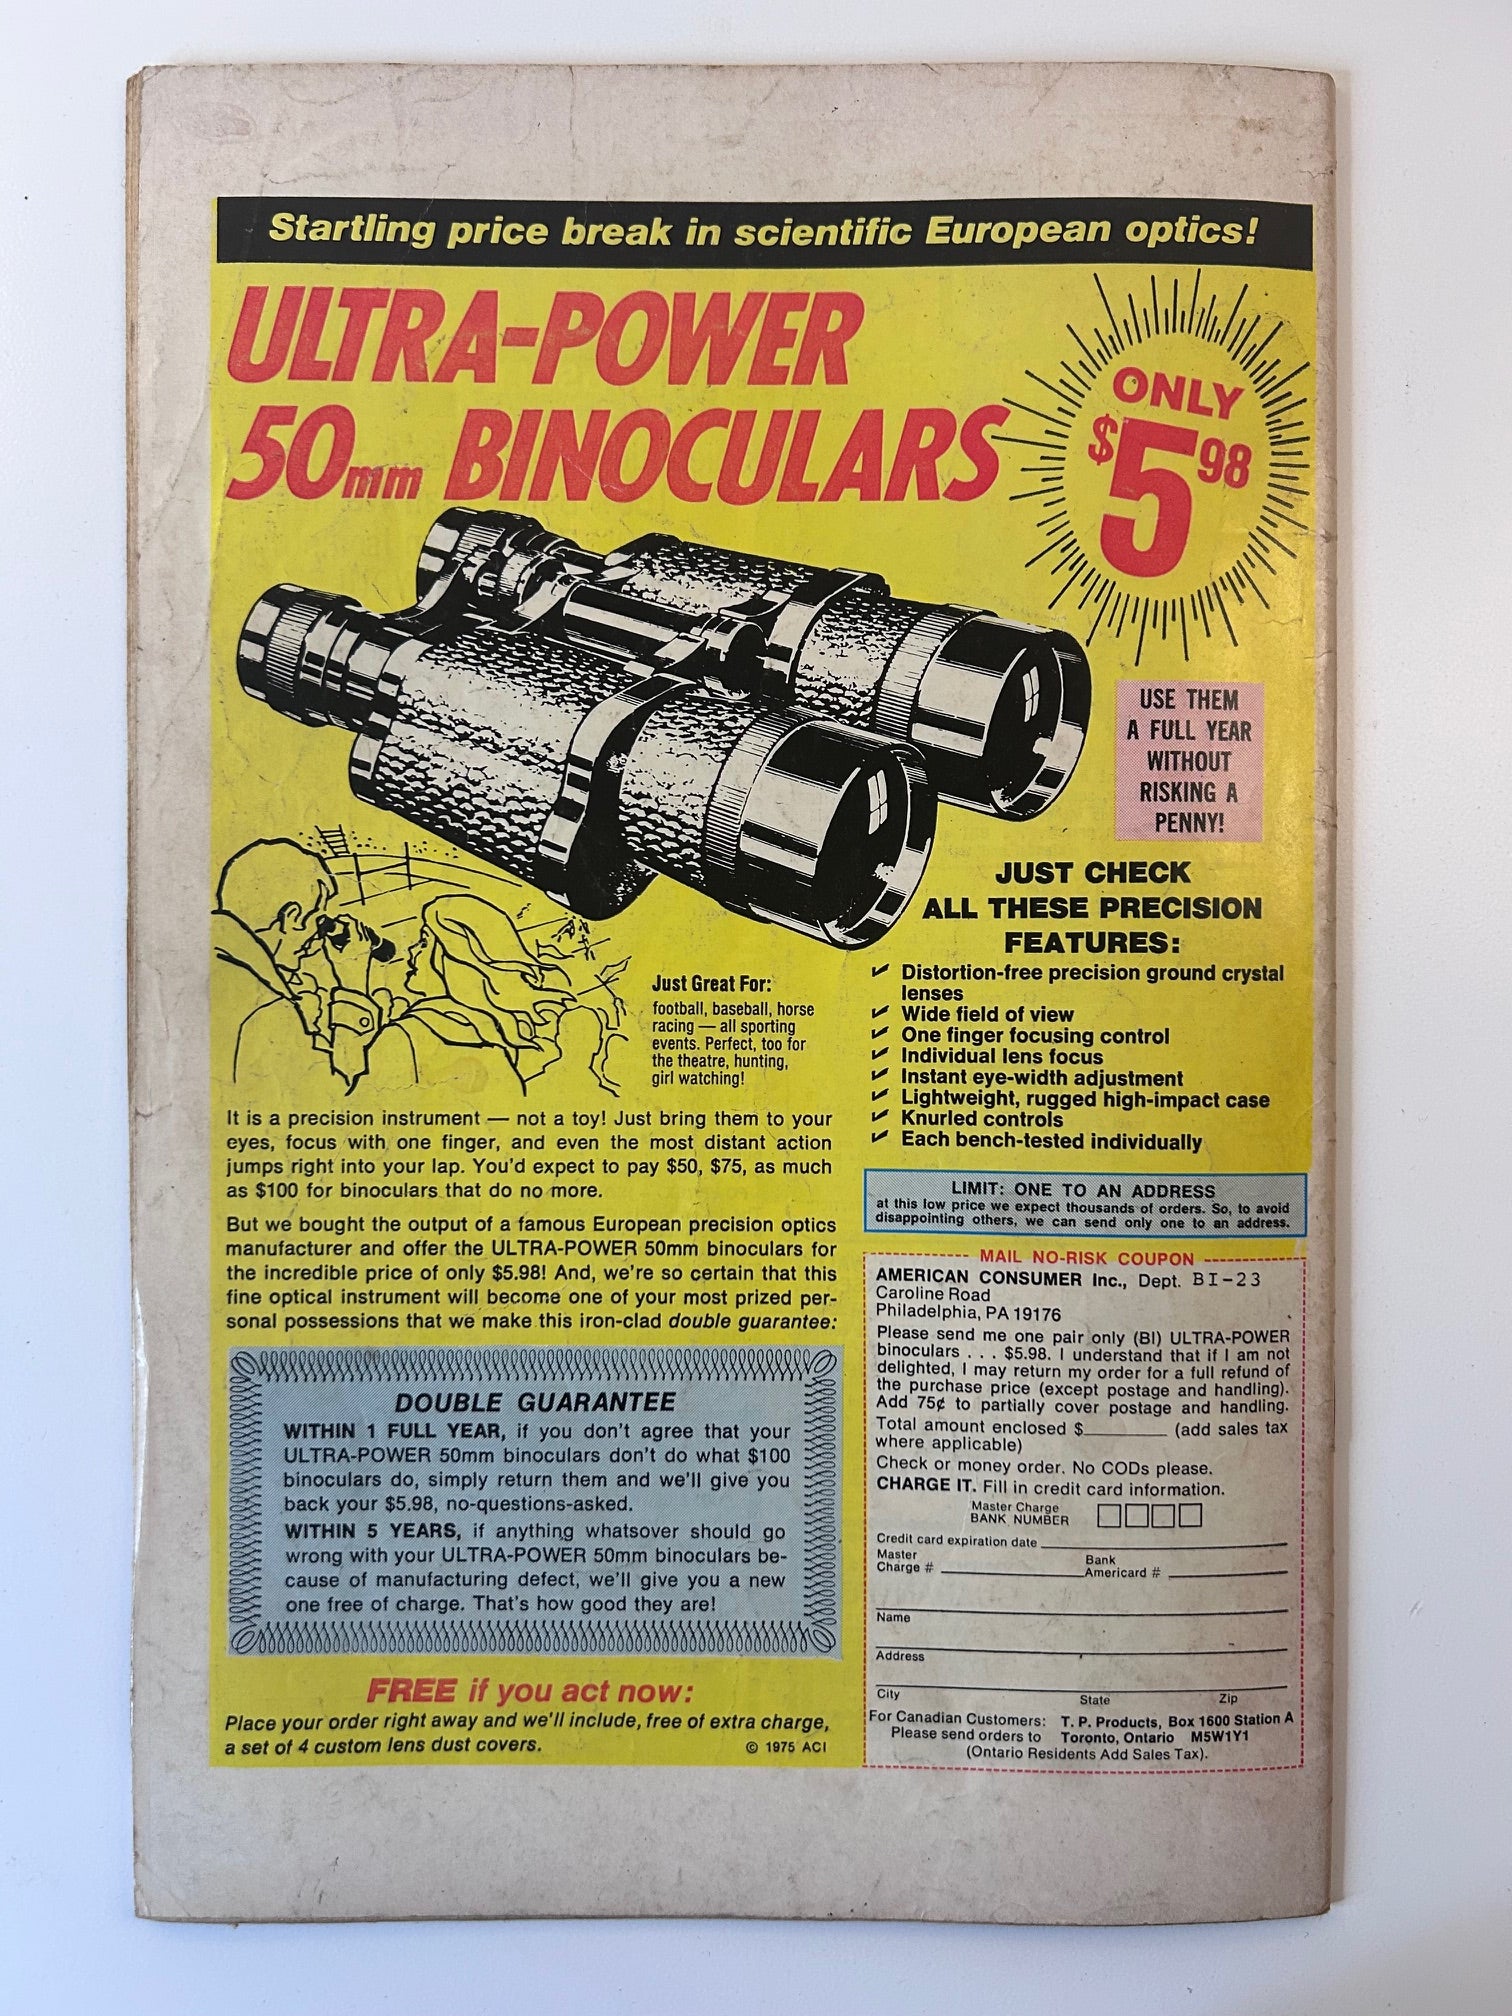 Startling price break in scientific European optics!
ULTRA-POWER
50mm BINOCULARS
ONLY
$5.98
USE THEM
A FULL YEAR
WITHOUT
RISKING A
PENNY!
JUST CHECK
ALL THESE PRECISION
FEATURES:
✔ Distortion-free precision ground crystal
lenses
✔ Wide field of view
✔ One finger focusing control
✔ Individual lens focus
✔ Instant eye-width adjustment
✔ Lightweight, rugged high-impact case
✔ Knurled controls
✔ Each bench-tested individually
Just Great For:
football, baseball, horse
racing — all sporting
events. Perfect, too for
the theatre, hunting,
girl watching!
It is a precision instrument — not a toy! Just bring them to your
eyes, focus with one finger, and even the most distant action
jumps right into your lap. You'd expect to pay $50, $75, as much
as $100 for binoculars that do no more.
But we bought the output of a famous European precision optics
manufacturer and offer the ULTRA-POWER 50mm binoculars for
the incredible price of only $5.98! And, we're so certain that this
fine optical instrument will become one of your most prized per-
sonal possessions that we make this iron-clad double guarantee:
DOUBLE GUARANTEE
WITHIN 1 FULL YEAR, if you don't agree that your
ULTRA-POWER 50mm binoculars don't do what $100
binoculars do, simply return them and we'll give you
back your $5.98, no-questions-asked.
WITHIN 5 YEARS, if anything whatsover should go
wrong with your ULTRA-POWER 50mm binoculars be-
cause of manufacturing defect, we'll give you a new
one free of charge. That's how good they are!
FREE if you act now:
Place your order right away and we'll include, free of extra charge,
a set of 4 custom lens dust covers.
© 1975 ACI
LIMIT: ONE TO AN ADDRESS
at this low price we expect thousands of orders. So, to avoid
disappointing others, we can send only one to an address.
MAIL NO-RISK COUPON
AMERICAN CONSUMER Inc., Dept. BI-23
Caroline Road
Philadelphia, PA 19176
Please send me one pair only (BI) ULTRA-POWER
binoculars . . . $5.98. I understand that if I am not
delighted, I may return my order for a full refund of
the purchase price (except postage and handling).
Add 75¢ to partially cover postage and handling.
Total amount enclosed $________ (add sales tax
where applicable)
Check or money order. No CODs please.
CHARGE IT. Fill in credit card information.
Master Charge
BANK NUMBER
Credit card expiration date
Master
Charge #
Bank
Americard #
Name
Address
City State Zip
For Canadian Customers: T. P. Products, Box 1600 Station A
Please send orders to Toronto, Ontario M5W1Y1
(Ontario Residents Add Sales Tax).